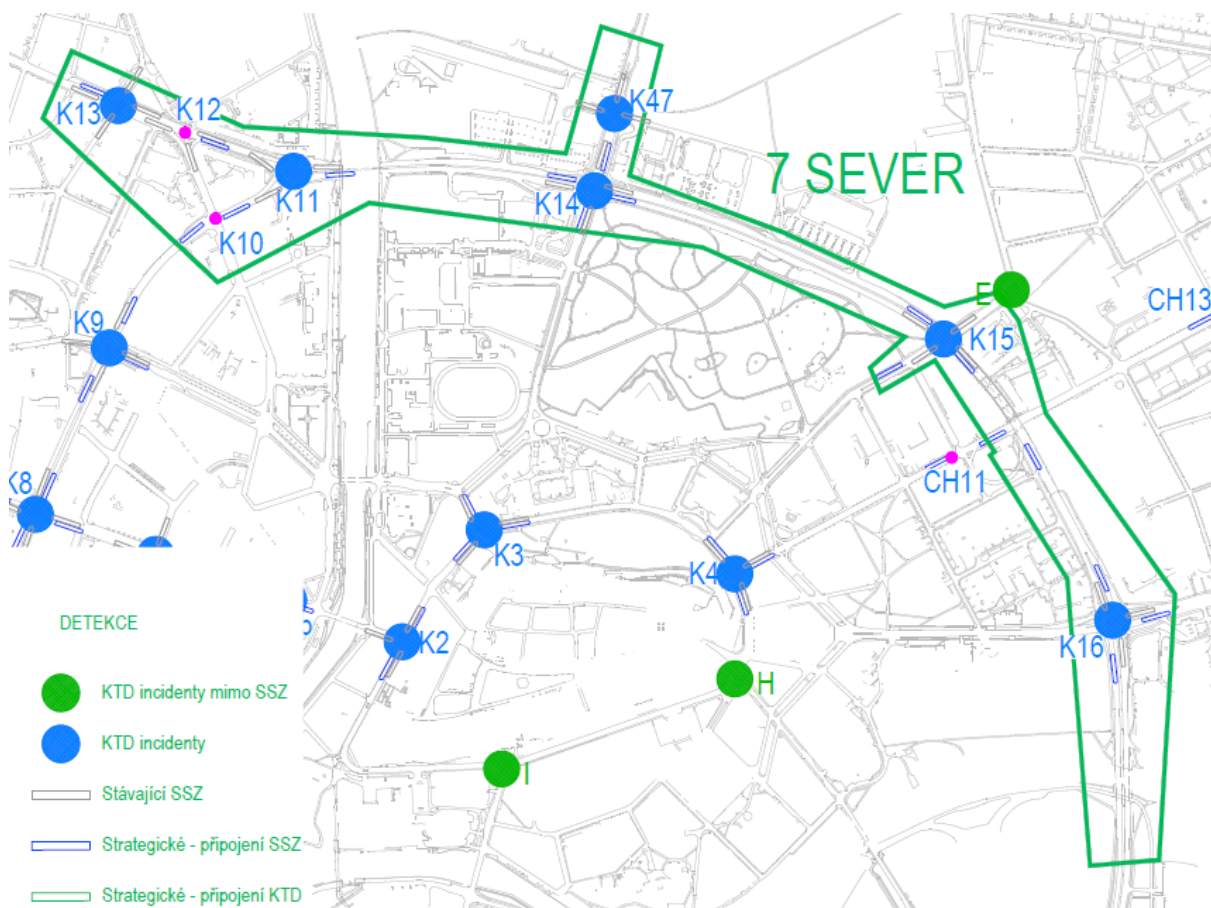 K47
K13
K12
7 SEVER
K11
K14
K10
E
CH13
K9
K15
K8
CH11
K3
K4
K2
K16
H
I
DETEKCE
KTD incidenty mimo SSZ
KTD incidenty
Stávající SSZ
Strategické - připojení SSZ
Strategické - připojení KTD